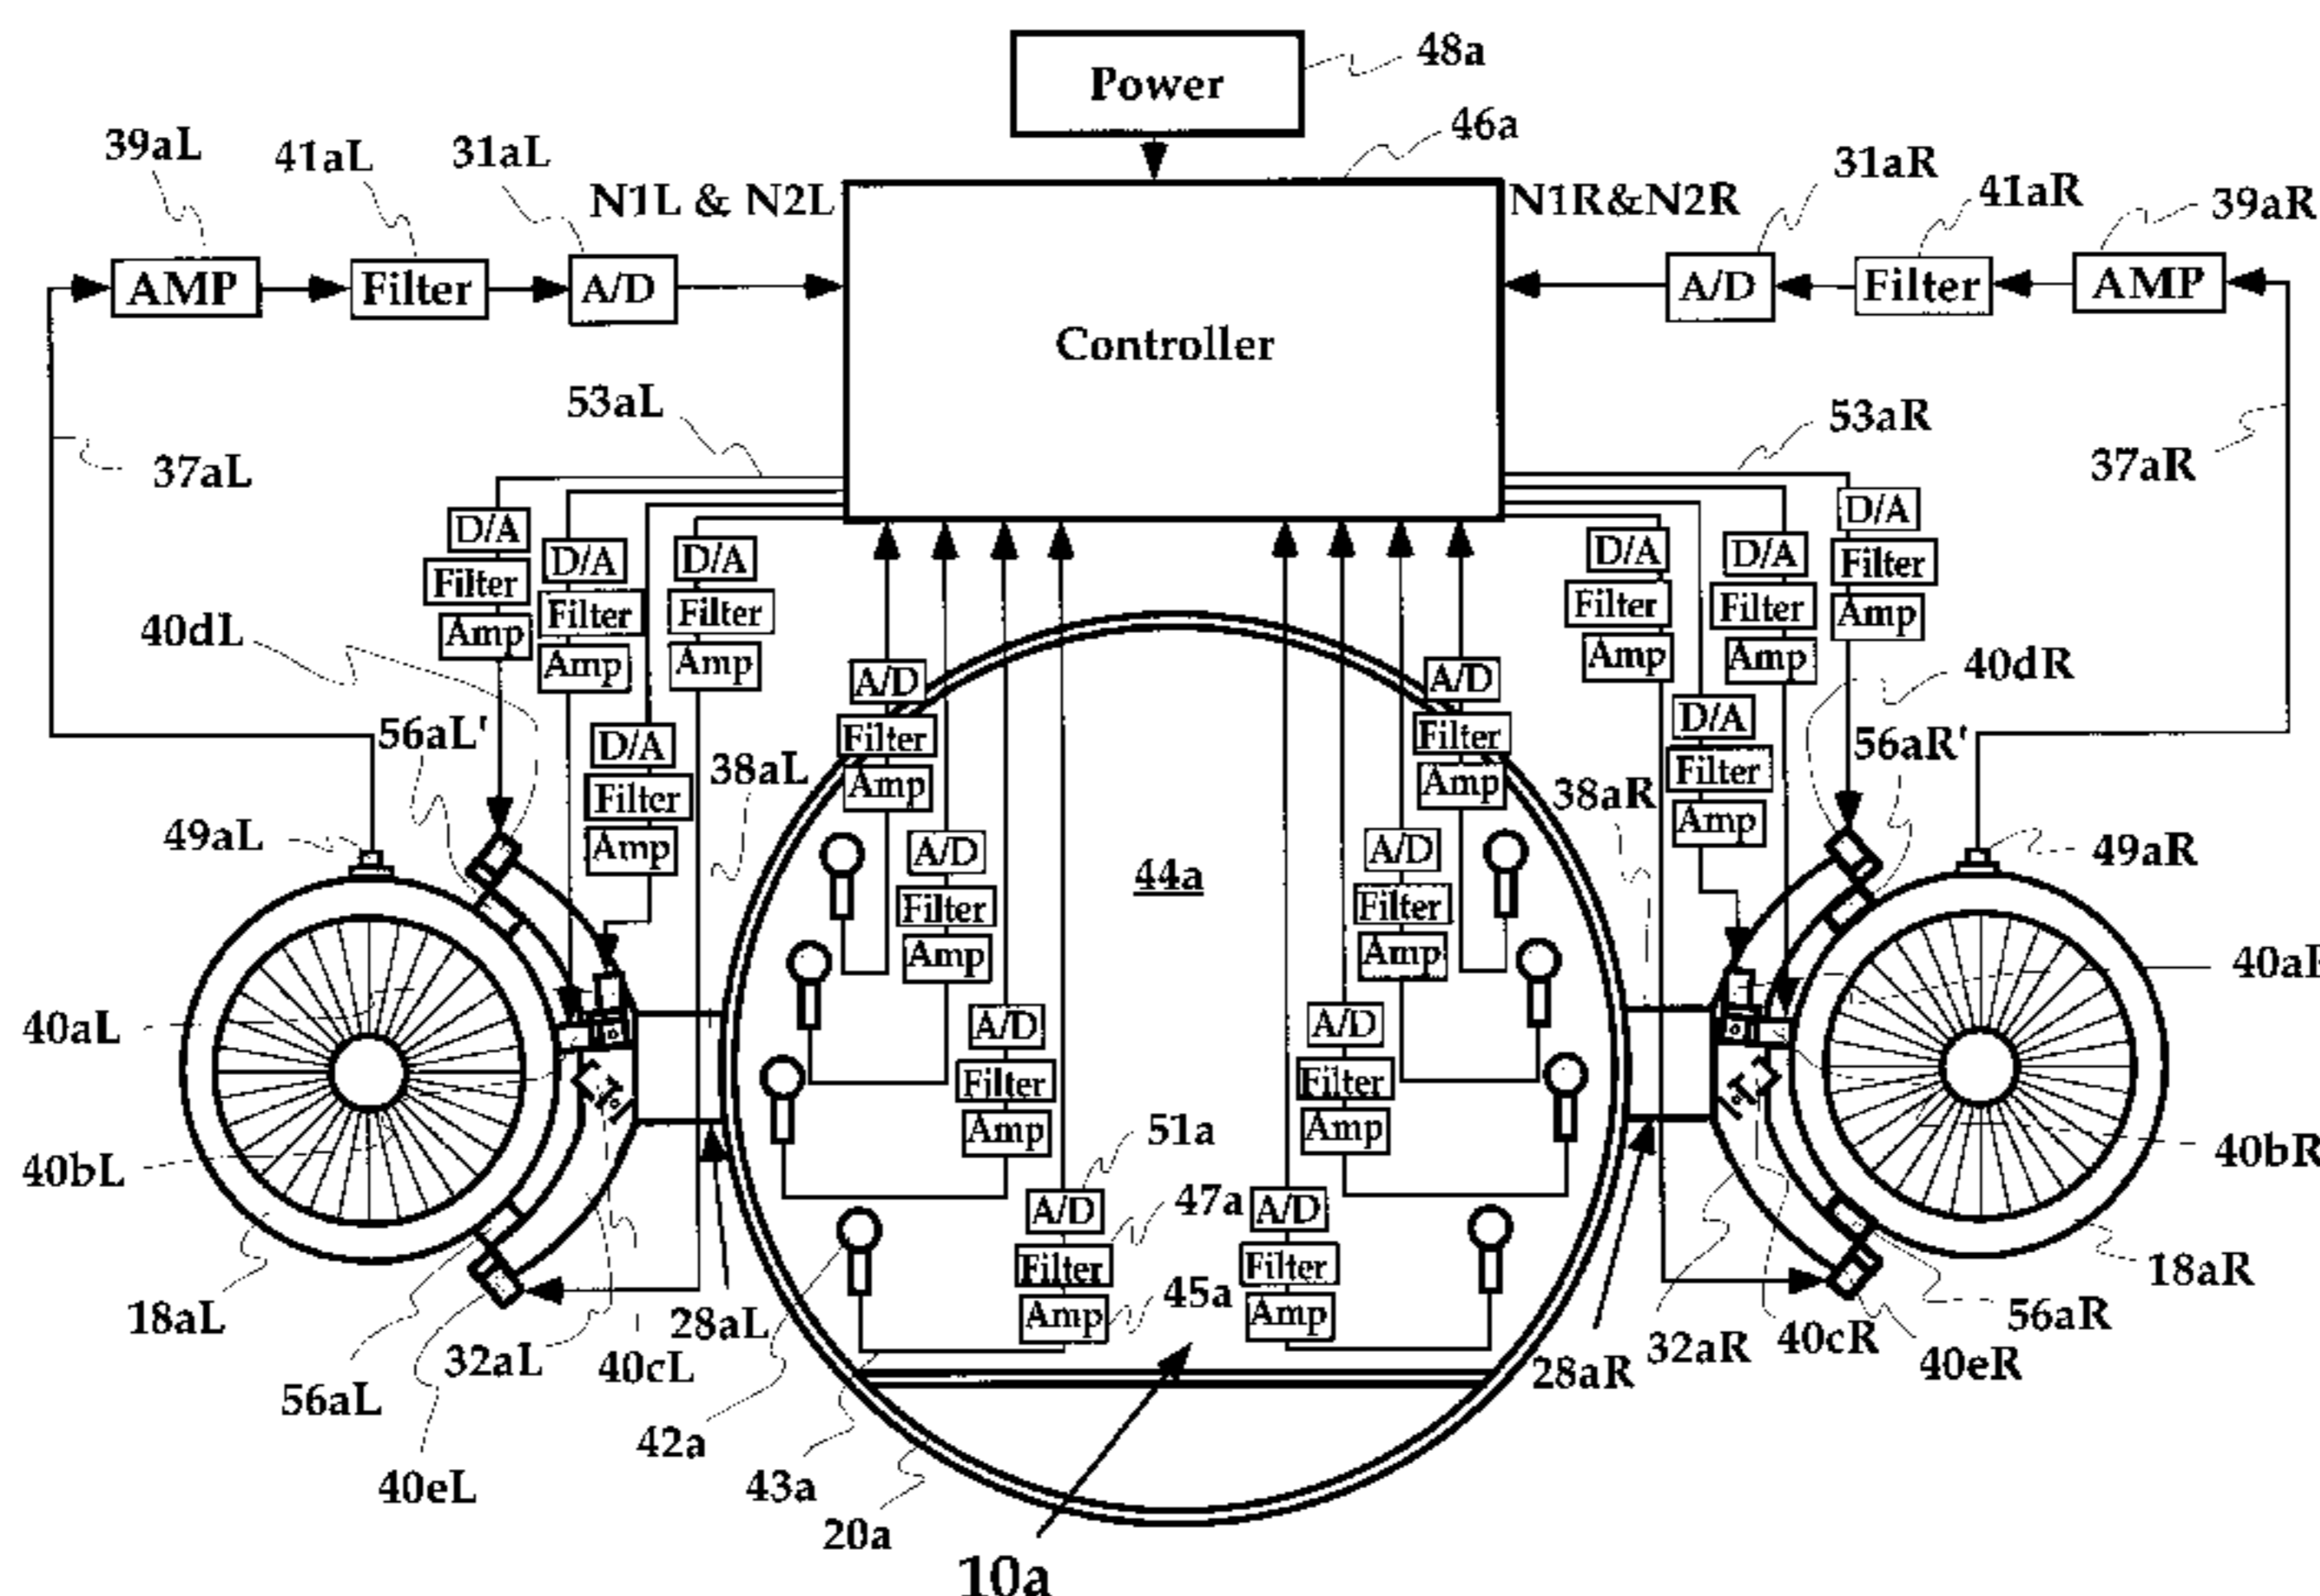 Power
48a
46a
39aL
41aL
31aL
N1L & N2L
N1R&N2R
31aR
41aR
39aR
AMP
Filter
A/D
Controller
A/D
Filter
AMP
53aL
53aR
37aL
37aR
D/A
Filter
Amp
D/A
Filter
Amp
D/A
Filter
Amp
D/A
Filter
Amp
D/A
Filter
Amp
D/A
Filter
Amp
40dL
40dR
56aL'
56aR'
D/A
Filter
Amp
D/A
Filter
Amp
38aL
38aR
A/D
Filter
Amp
A/D
Filter
Amp
49aL
49aR
44a
A/D
Filter
Amp
A/D
Filter
Amp
40aL
A/D
Filter
Amp
A/D
Filter
Amp
40bL
40bR
51a
47a
45a
A/D
Filter
Amp
A/D
Filter
Amp
18aL
18aR
56aL
32aL
40cL
28aL
28aR
32aR
40cR
56aR
40eR
40eL
42a
43a
20a
10a